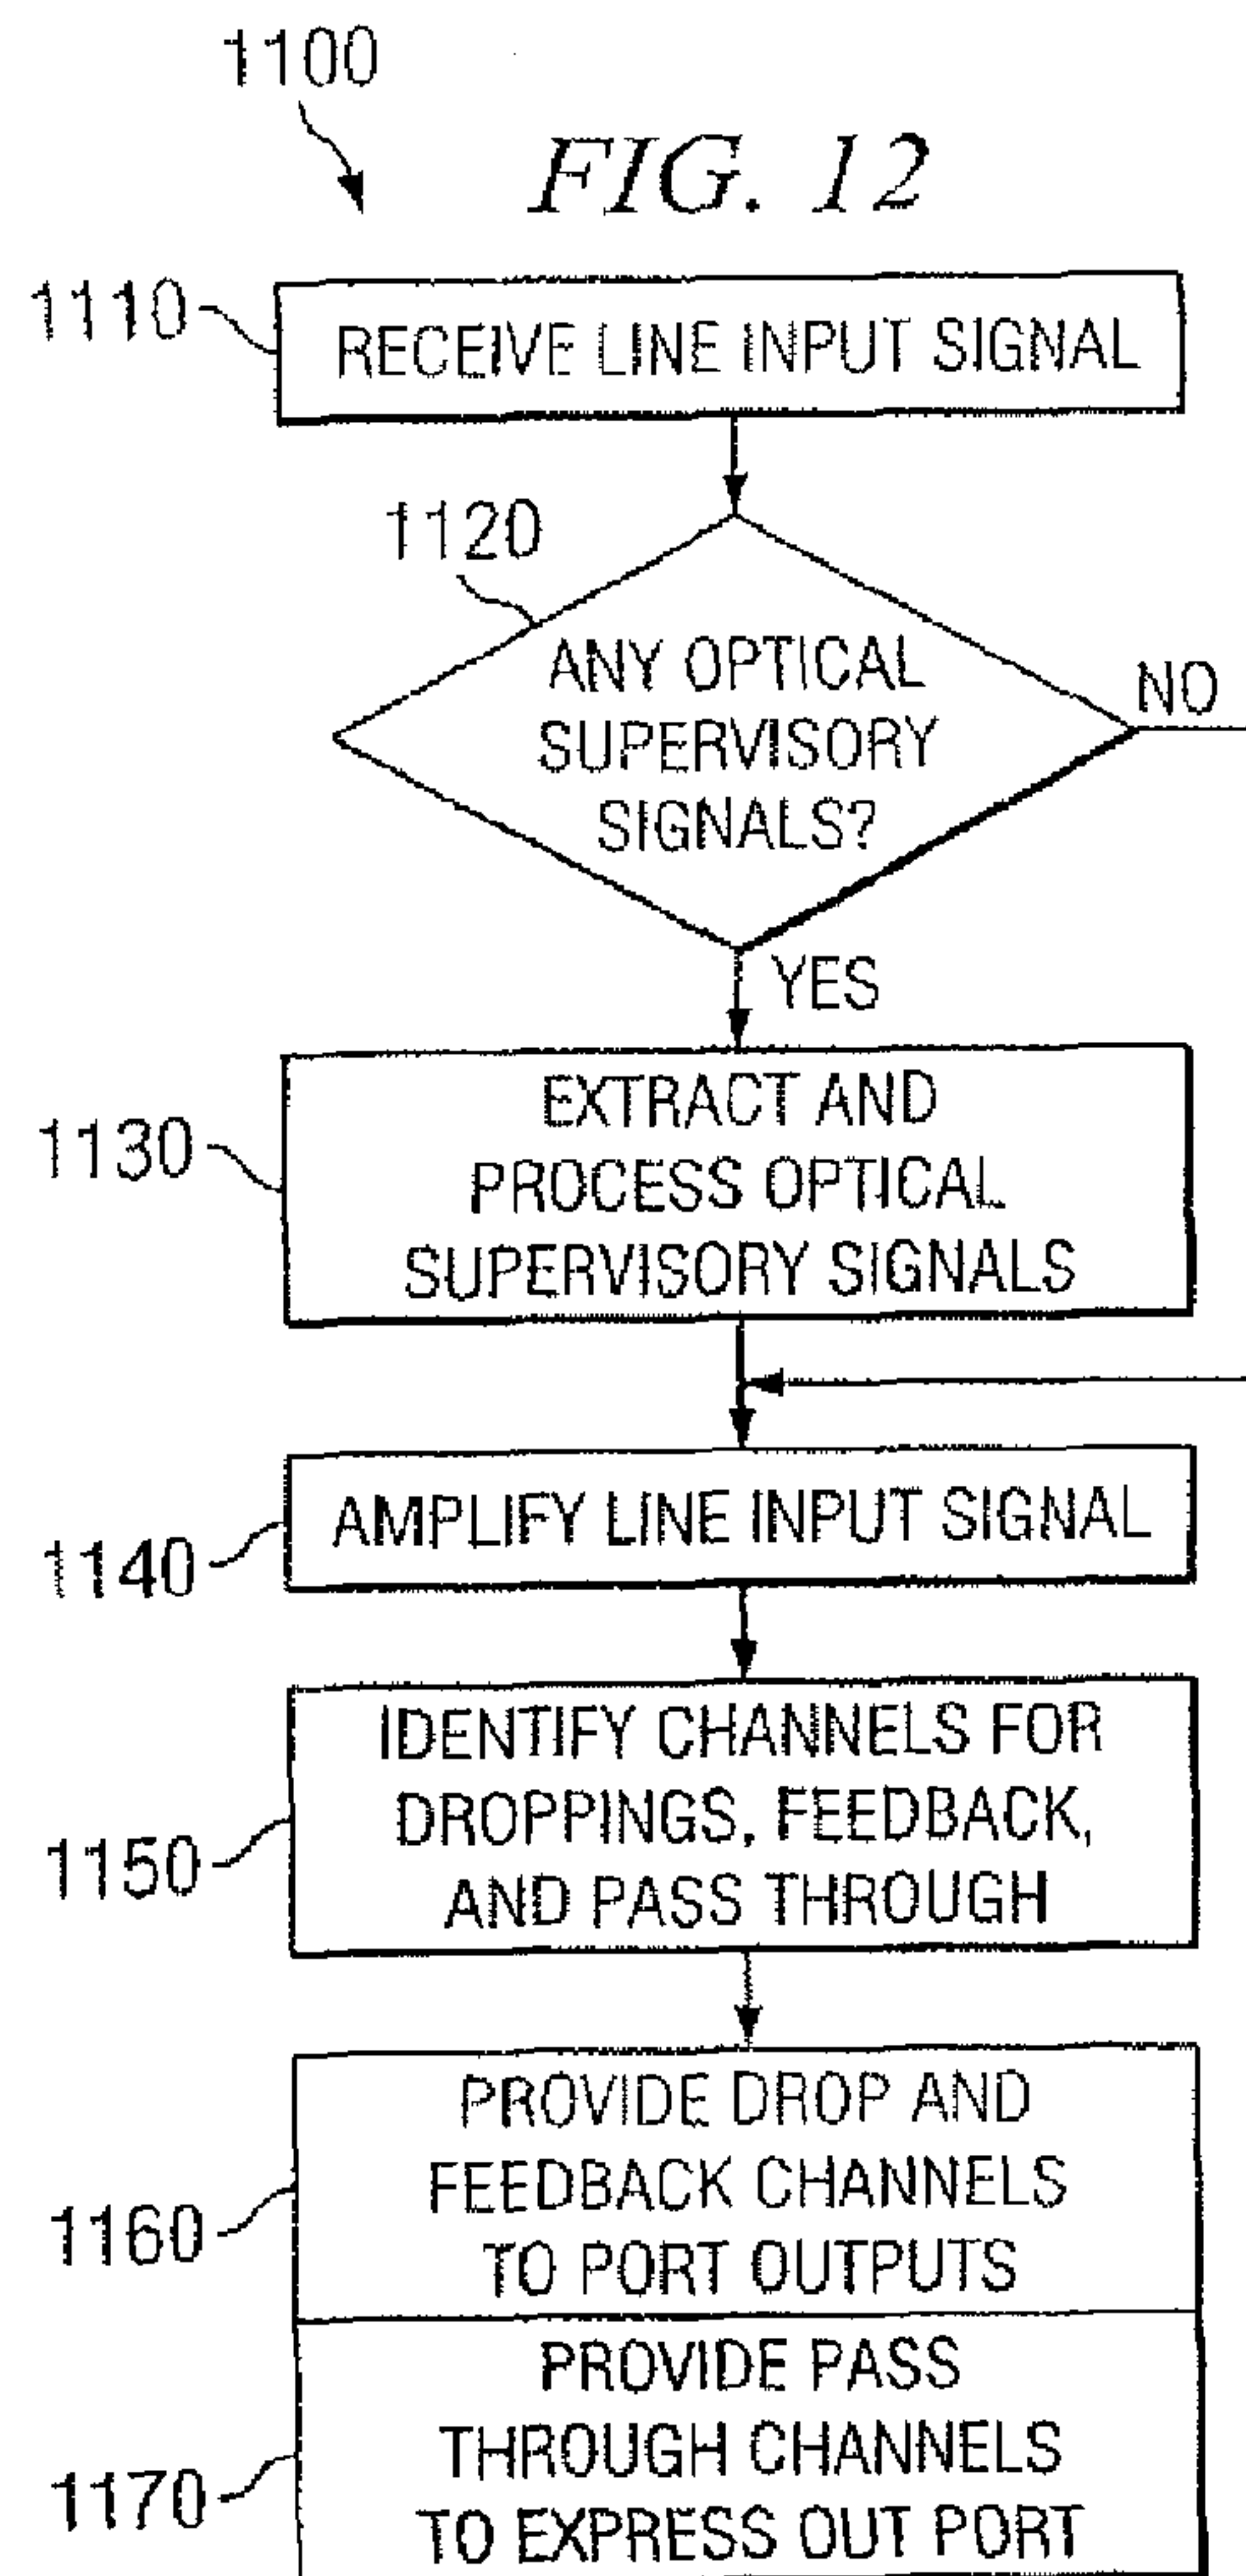 1100
FIG. 12
1110
RECEIVE LINE INPUT SIGNAL
1120
ANY OPTICAL
SUPERVISORY
SIGNALS?
NO
YES
1130
EXTRACT AND
PROCESS OPTICAL
SUPERVISORY SIGNALS
1140
AMPLIFY LINE INPUT SIGNAL
1150
IDENTIFY CHANNELS FOR
DROPPINGS, FEEDBACK,
AND PASS THROUGH
1160
PROVIDE DROP AND
FEEDBACK CHANNELS
TO PORT OUTPUTS
1170
PROVIDE PASS
THROUGH CHANNELS
TO EXPRESS OUT PORT